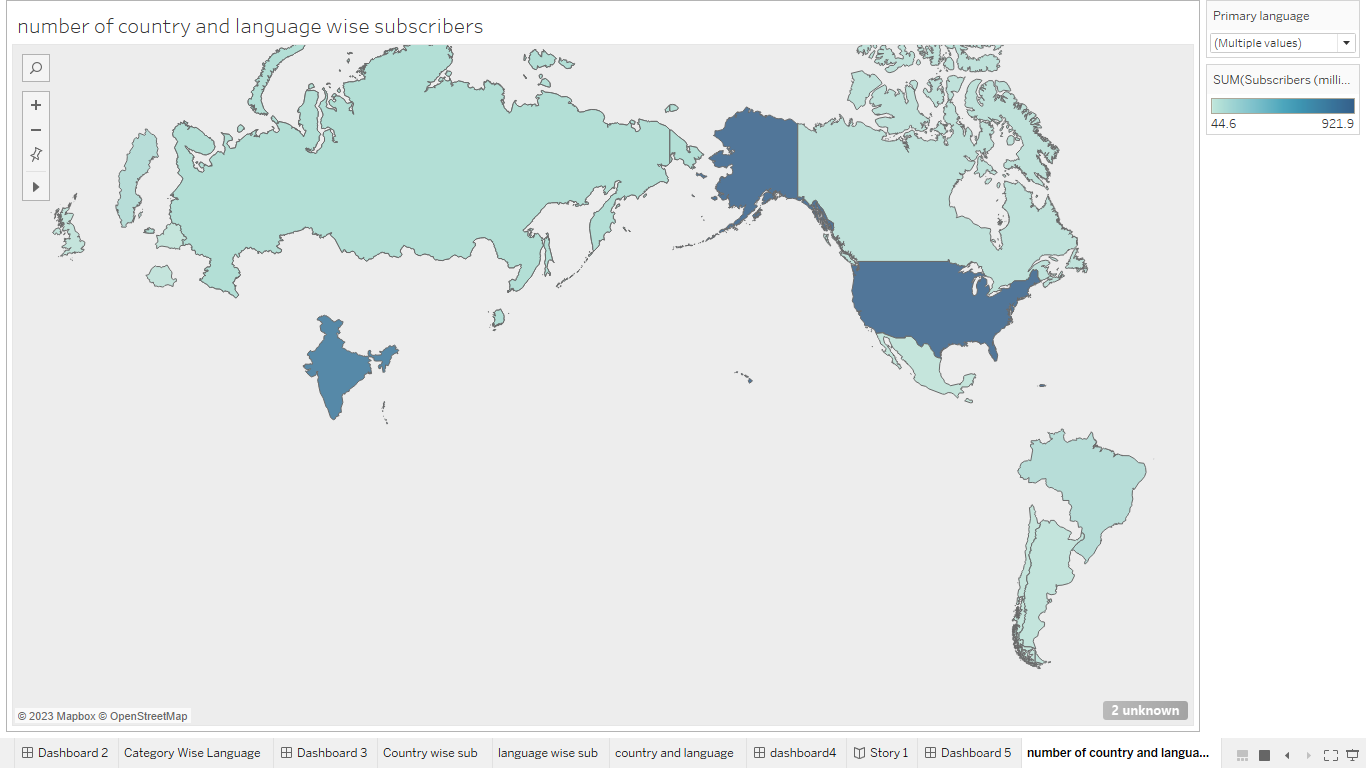 number of country and language wise subscribers
Primary language
(Multiple values)
SUM(Subscribers (milli...
44.6
921.9
© 2023 Mapbox © OpenStreetMap
2 unknown
Dashboard 2
Category Wise Language
Dashboard 3
Country wise sub
language wise sub
country and language
dashboard4
Story 1
Dashboard 5
number of country and langua...